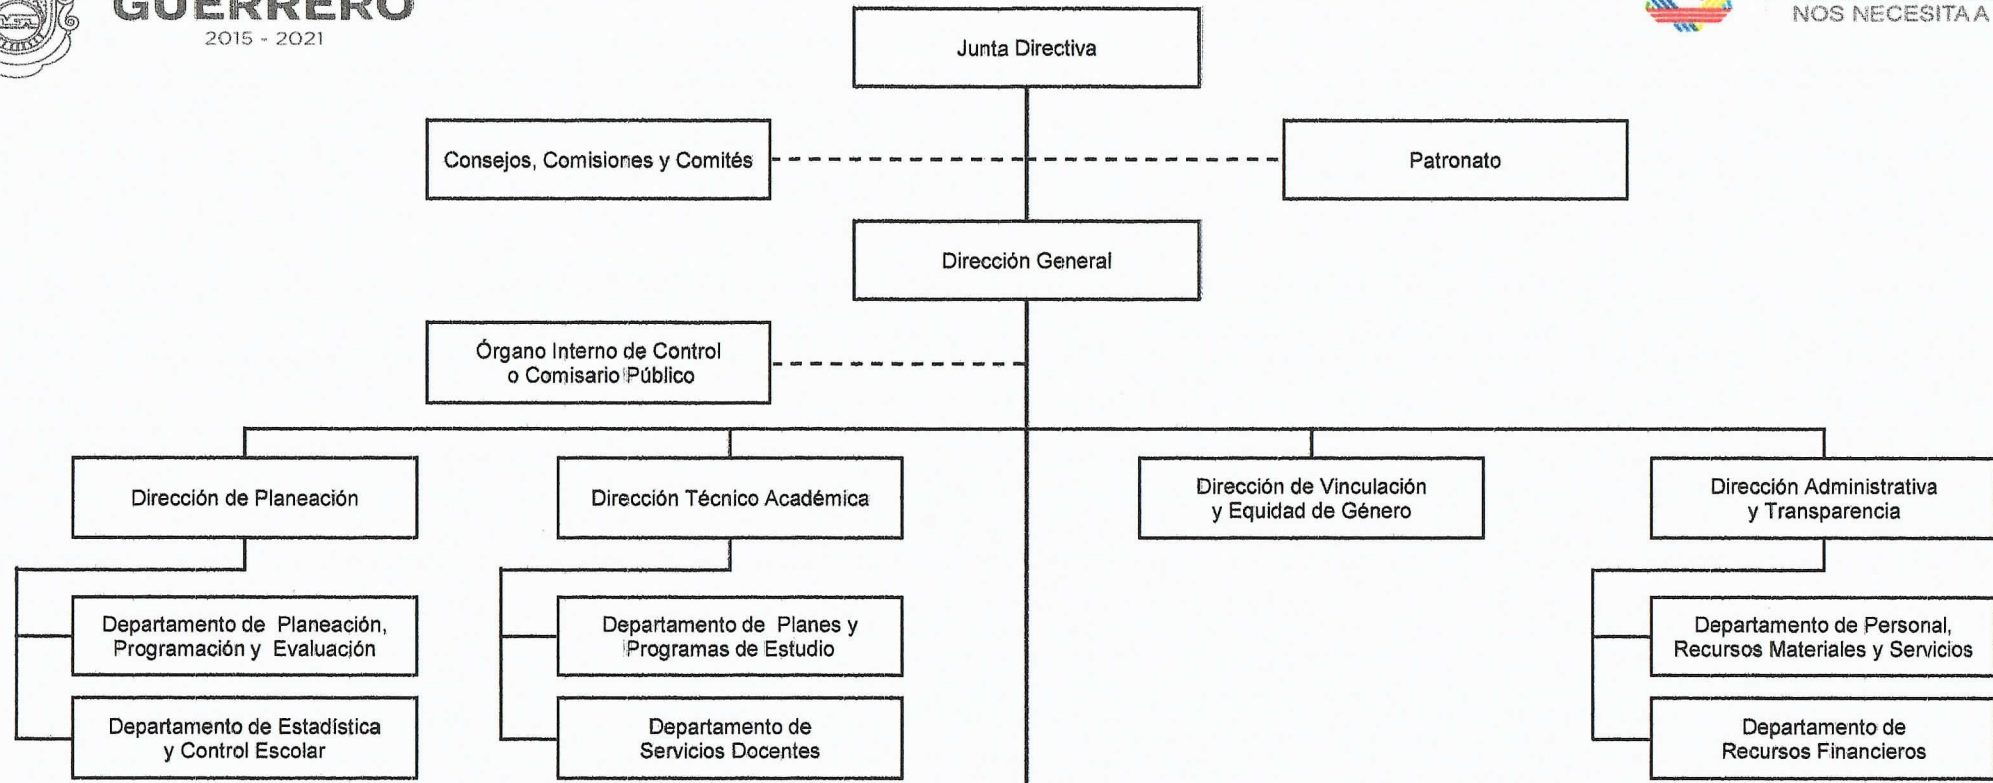 GUERRERO
2015 - 2021
NOS NECESITA A
Junta Directiva
Consejos, Comisiones y Comités
Patronato
Dirección General
Órgano Interno de Control
o Comisario Público
Dirección de Planeación
Dirección Técnico Académica
Dirección de Vinculación
y Equidad de Género
Dirección Administrativa
y Transparencia
Departamento de Planeación,
Programación y Evaluación
Departamento de Planes y
Programas de Estudio
Departamento de Personal,
Recursos Materiales y Servicios
Departamento de Estadística
y Control Escolar
Departamento de
Servicios Docentes
Departamento de
Recursos Financieros